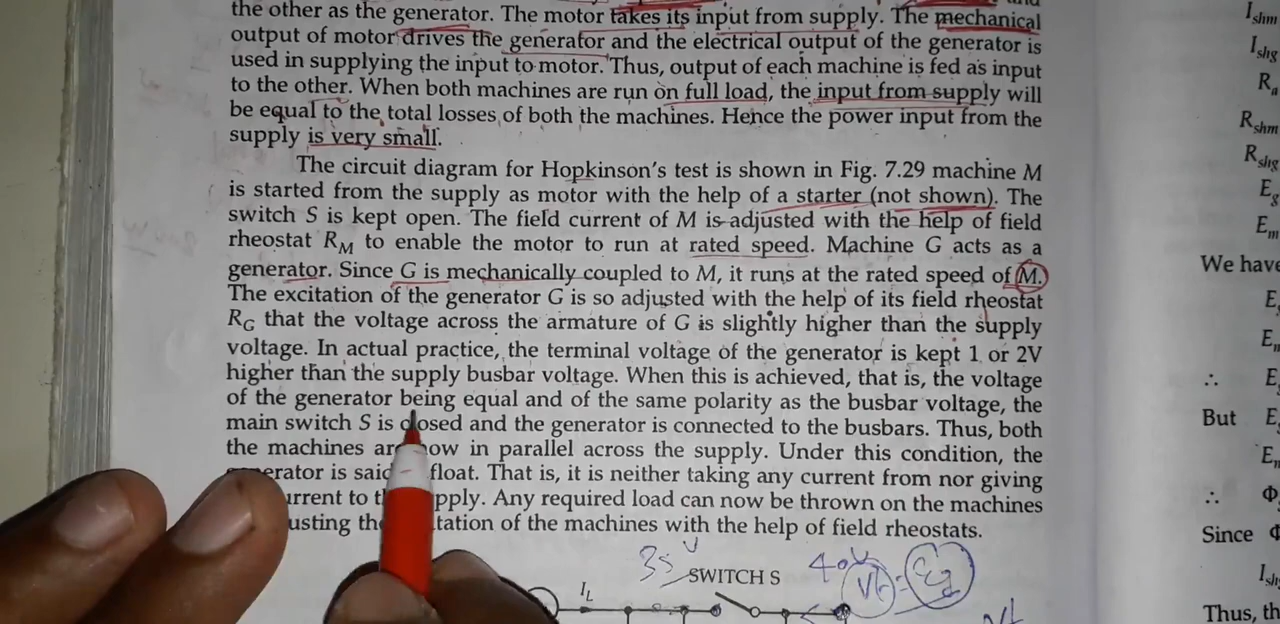 the other as the generator. The motor takes its input from supply. The mechanical
output of motor drives the generator and the electrical output of the generator is
used in supplying the input to motor. Thus, output of each machine is fed as input
to the other. When both machines are run on full load, the input from supply will
be equal to the total losses of both the machines. Hence the power input from the
supply is very small.
The circuit diagram for Hopkinson's test is shown in Fig. 7.29 machine M
is started from the supply as motor with the help of a starter (not shown). The
switch S is kept open. The field current of M is adjusted with the help of field
rheostat RM to enable the motor to run at rated speed. Machine G acts as a
generator. Since G is mechanically coupled to M, it runs at the rated speed of M.
The excitation of the generator G is so adjusted with the help of its field rheostat
RG that the voltage across the armature of G is slightly higher than the supply
voltage. In actual practice, the terminal voltage of the generator is kept 1 or 2V
higher than the supply busbar voltage. When this is achieved, that is, the voltage
of the generator being equal and of the same polarity as the busbar voltage, the
main switch S is closed and the generator is connected to the busbars. Thus, both
the machines are now in parallel across the supply. Under this condition, the
is said float. That is, it is neither taking any current from nor giving
Any required load can now be thrown on the machines
of the machines with the help of field rheostats.
SWITCH S
IL
Ishm
Ishg
Ra
Rshm
Rshg
Eg
Em
We have
E
Em
∴ E
But E
Em
∴ Φ
Since Φ
Ish
Thus, th